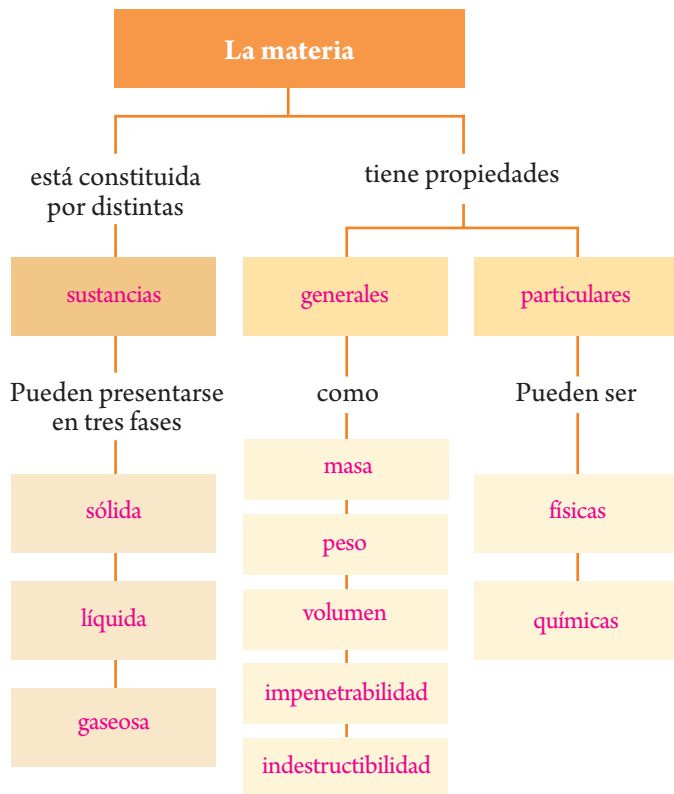 La materia
está constituida
por distintas
tiene propiedades
sustancias
generales
particulares
Pueden presentarse
en tres fases
como
Pueden ser
sólida
líquida
gaseosa
masa
peso
volumen
impenetrabilidad
indestructibilidad
físicas
químicas